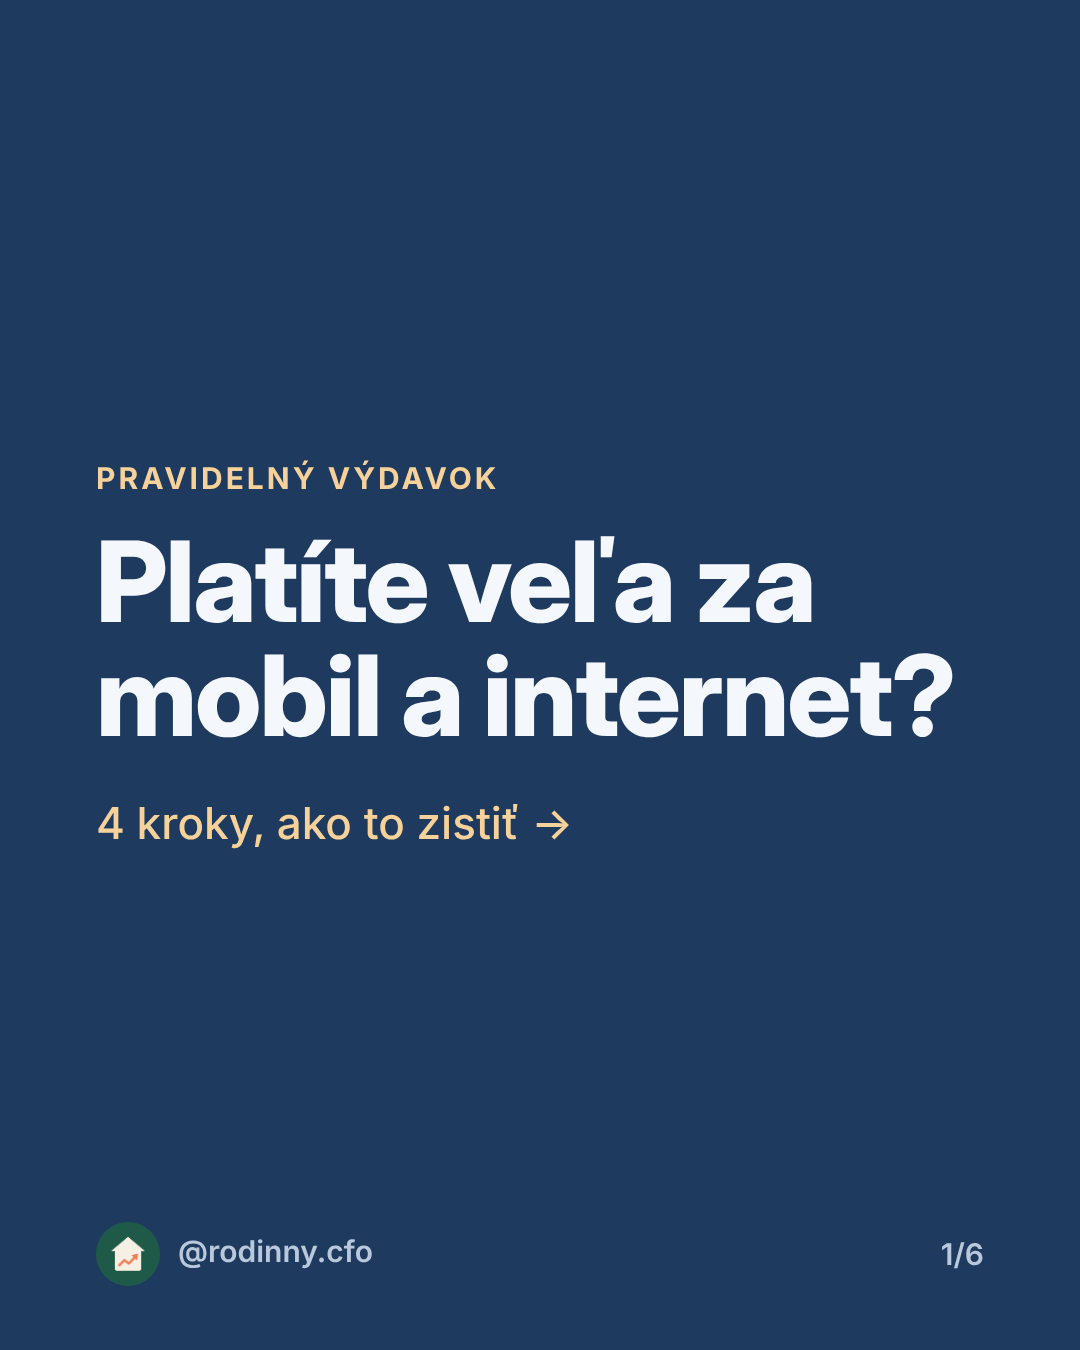 PRAVIDELNÝ VÝDAVOK
Platíte veľa za
mobil a internet?
4 kroky, ako to zistiť →
@rodinny.cfo
1/6